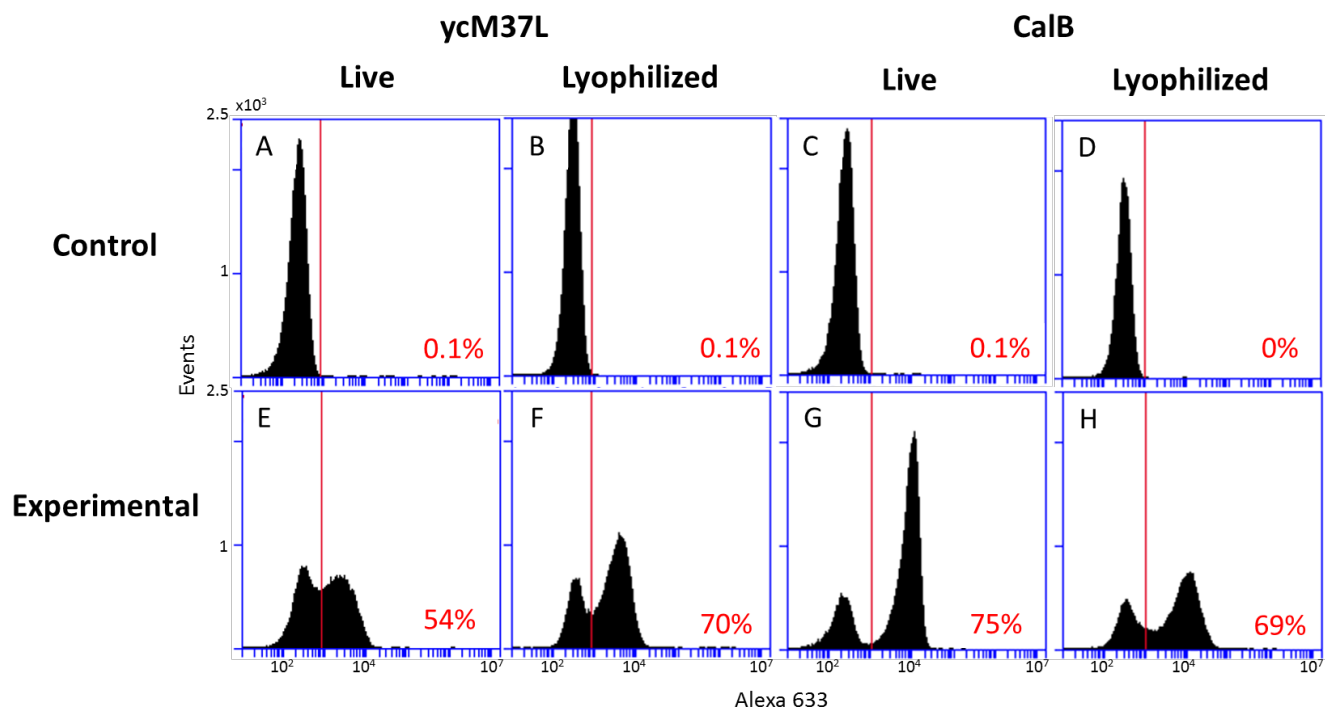 ycM37L CalB
Live Lyophilized Live Lyophilized
2.5 x10³
A B C D
Control
1
0.1% 0.1% 0.1% 0%
Events
2.5
E F G H
Experimental
1
54% 70% 75% 69%
10² 10⁴ 10⁷ 10² 10⁴ 10⁷ 10² 10⁴ 10⁷ 10² 10⁴ 10⁷
Alexa 633